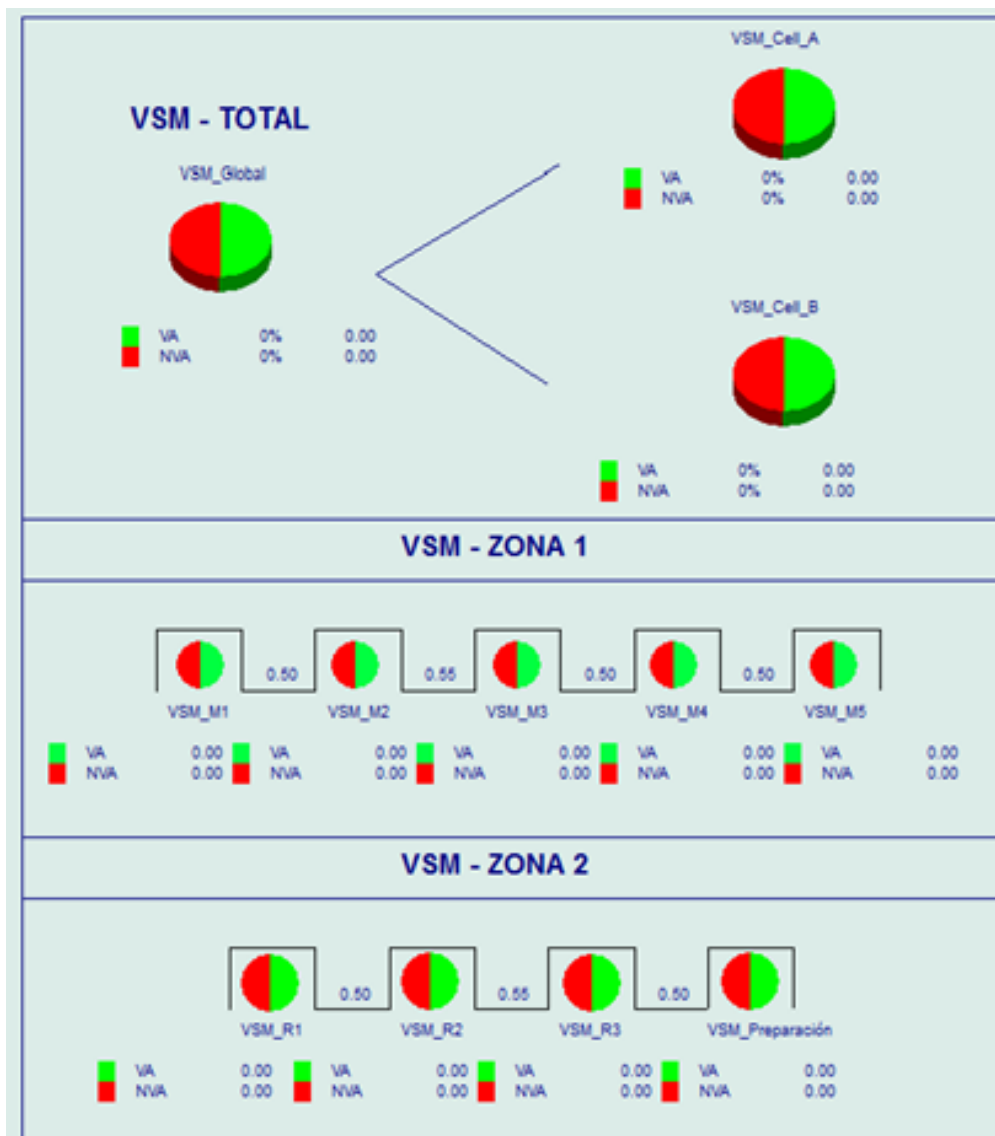 VSM_Cell_A
VSM - TOTAL
VSM_Global
VA 0% 0.00
NVA 0% 0.00
VSM_Cell_B
VA 0% 0.00
NVA 0% 0.00
VA 0% 0.00
NVA 0% 0.00
VSM - ZONA 1
0.50 0.55 0.50 0.50
VSM_M1 VSM_M2 VSM_M3 VSM_M4 VSM_M5
VA 0.00 VA 0.00 VA 0.00 VA 0.00 VA 0.00
NVA 0.00 NVA 0.00 NVA 0.00 NVA 0.00 NVA 0.00
VSM - ZONA 2
0.50 0.55 0.50
VSM_R1 VSM_R2 VSM_R3 VSM_Preparación
VA 0.00 VA 0.00 VA 0.00 VA 0.00
NVA 0.00 NVA 0.00 NVA 0.00 NVA 0.00